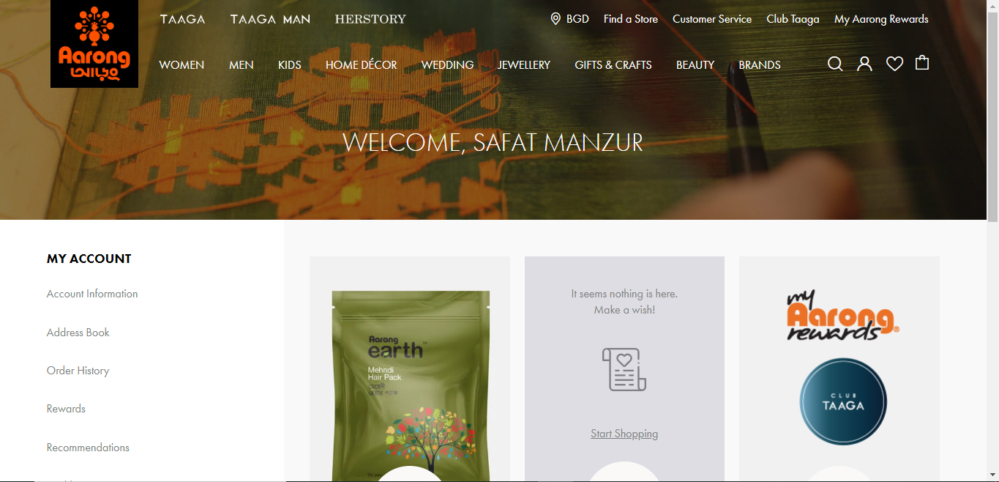 Aarong
আড়ং
TAAGA
TAAGA MAN
HERSTORY
BGD
Find a Store
Customer Service
Club Taaga
My Aarong Rewards
WOMEN
MEN
KIDS
HOME DÉCOR
WEDDING
JEWELLERY
GIFTS & CRAFTS
BEAUTY
BRANDS
WELCOME, SAFAT MANZUR
MY ACCOUNT
Account Information
Address Book
Order History
Rewards
Recommendations
Aarong
earth™
Mehndi
Hair Pack
মেহেদী
হেয়ার প্যাক
It seems nothing is here.
Make a wish!
Start Shopping
my
Aarong®
rewards
CLUB
TAAGA